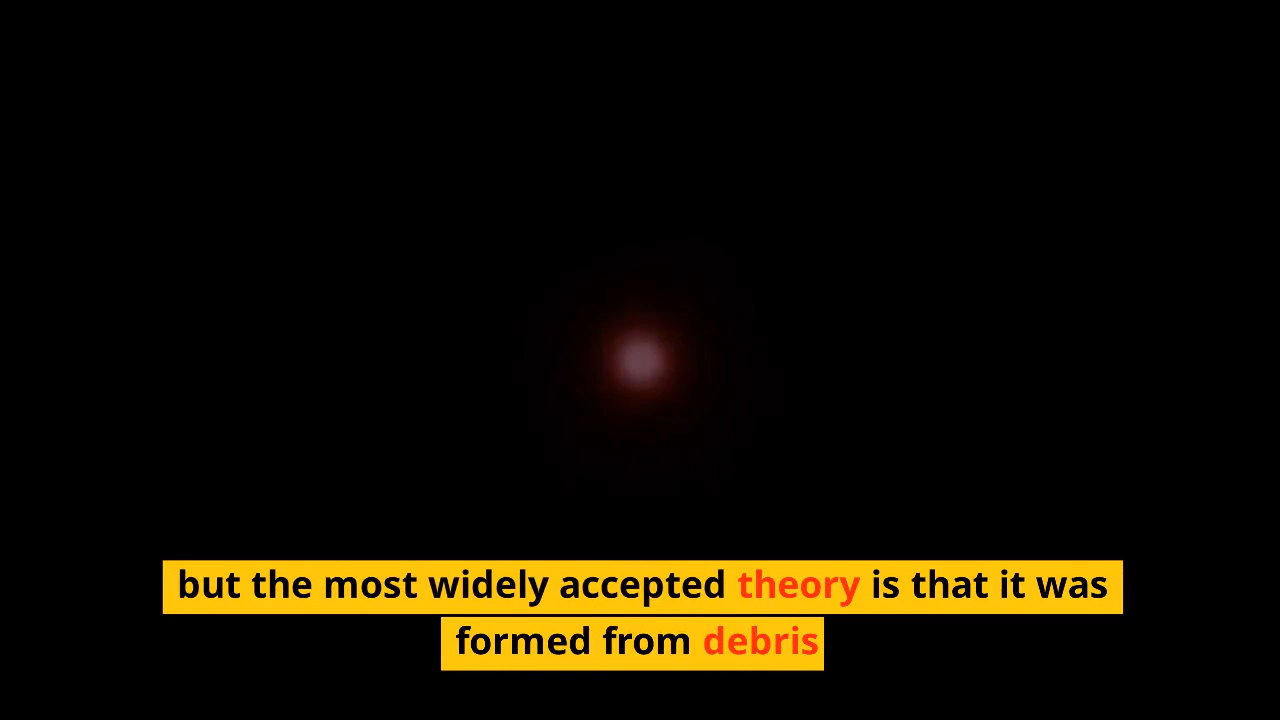 but the most widely accepted theory is that it was
formed from debris